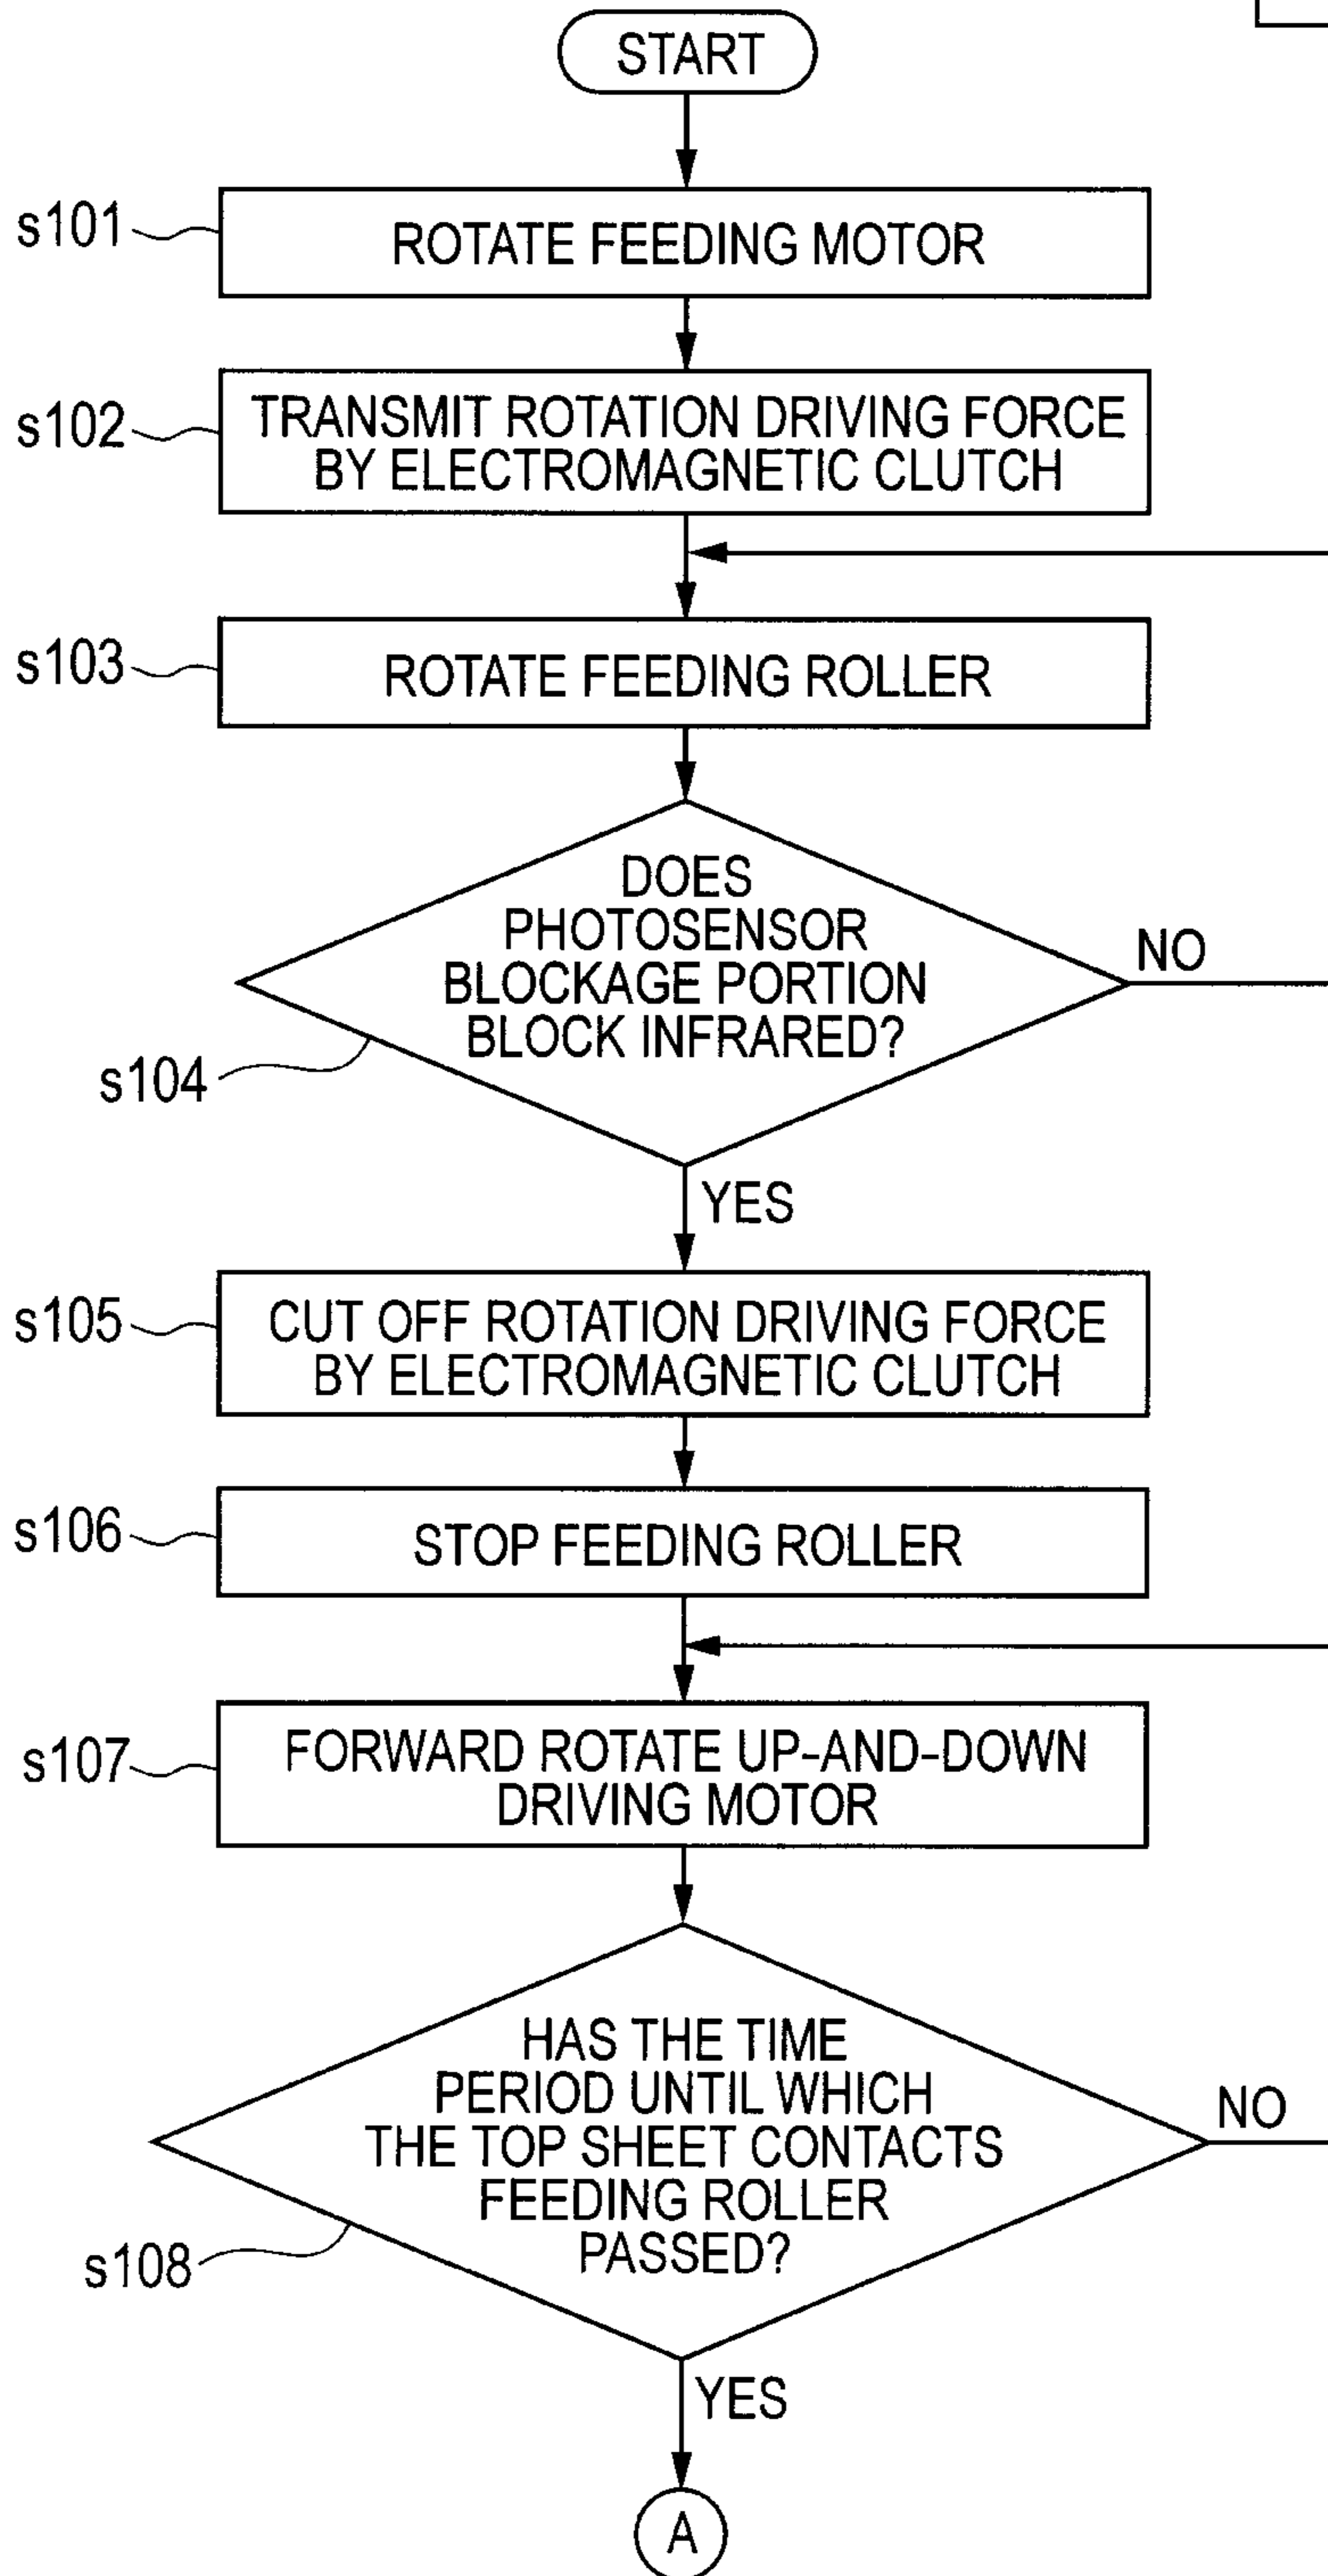 START
s101
ROTATE FEEDING MOTOR
s102
TRANSMIT ROTATION DRIVING FORCE
BY ELECTROMAGNETIC CLUTCH
s103
ROTATE FEEDING ROLLER
DOES
PHOTOSENSOR
BLOCKAGE PORTION
BLOCK INFRARED?
NO
s104
YES
s105
CUT OFF ROTATION DRIVING FORCE
BY ELECTROMAGNETIC CLUTCH
s106
STOP FEEDING ROLLER
s107
FORWARD ROTATE UP-AND-DOWN
DRIVING MOTOR
HAS THE TIME
PERIOD UNTIL WHICH
THE TOP SHEET CONTACTS
FEEDING ROLLER
PASSED?
NO
s108
YES
A